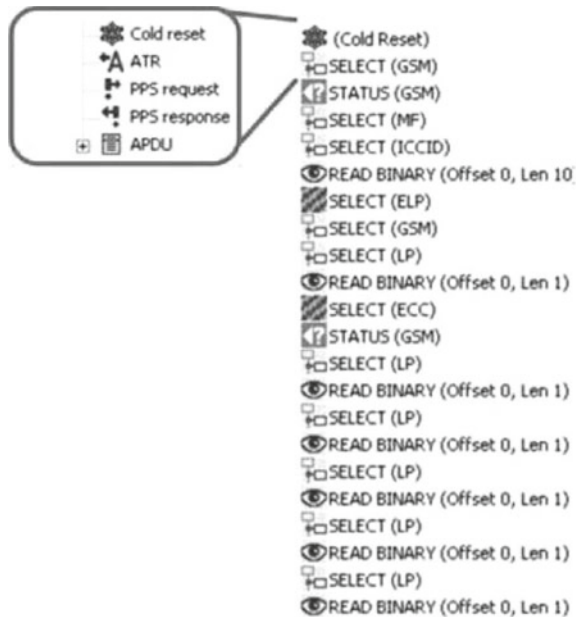 Cold reset
ATR
PPS request
PPS response
APDU
(Cold Reset)
SELECT (GSM)
STATUS (GSM)
SELECT (MF)
SELECT (ICCID)
READ BINARY (Offset 0, Len 10)
SELECT (ELP)
SELECT (GSM)
SELECT (LP)
READ BINARY (Offset 0, Len 1)
SELECT (ECC)
STATUS (GSM)
SELECT (LP)
READ BINARY (Offset 0, Len 1)
SELECT (LP)
READ BINARY (Offset 0, Len 1)
SELECT (LP)
READ BINARY (Offset 0, Len 1)
SELECT (LP)
READ BINARY (Offset 0, Len 1)
SELECT (LP)
READ BINARY (Offset 0, Len 1)